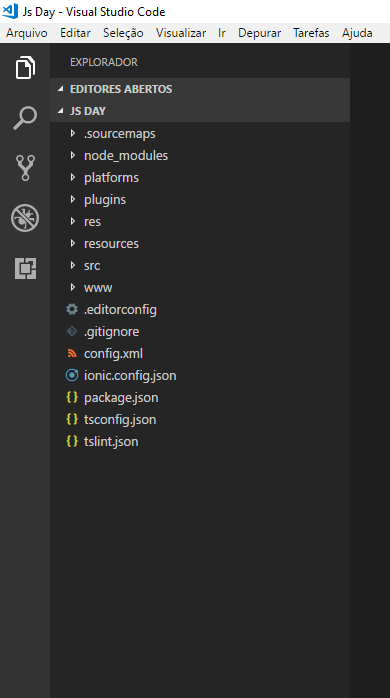 Js Day - Visual Studio Code
Arquivo Editar Seleção Visualizar Ir Depurar Tarefas Ajuda
EXPLORADOR
EDITORES ABERTOS
JS DAY
.sourcemaps
node_modules
platforms
plugins
res
resources
src
www
.editorconfig
.gitignore
config.xml
ionic.config.json
{} package.json
{} tsconfig.json
{} tslint.json